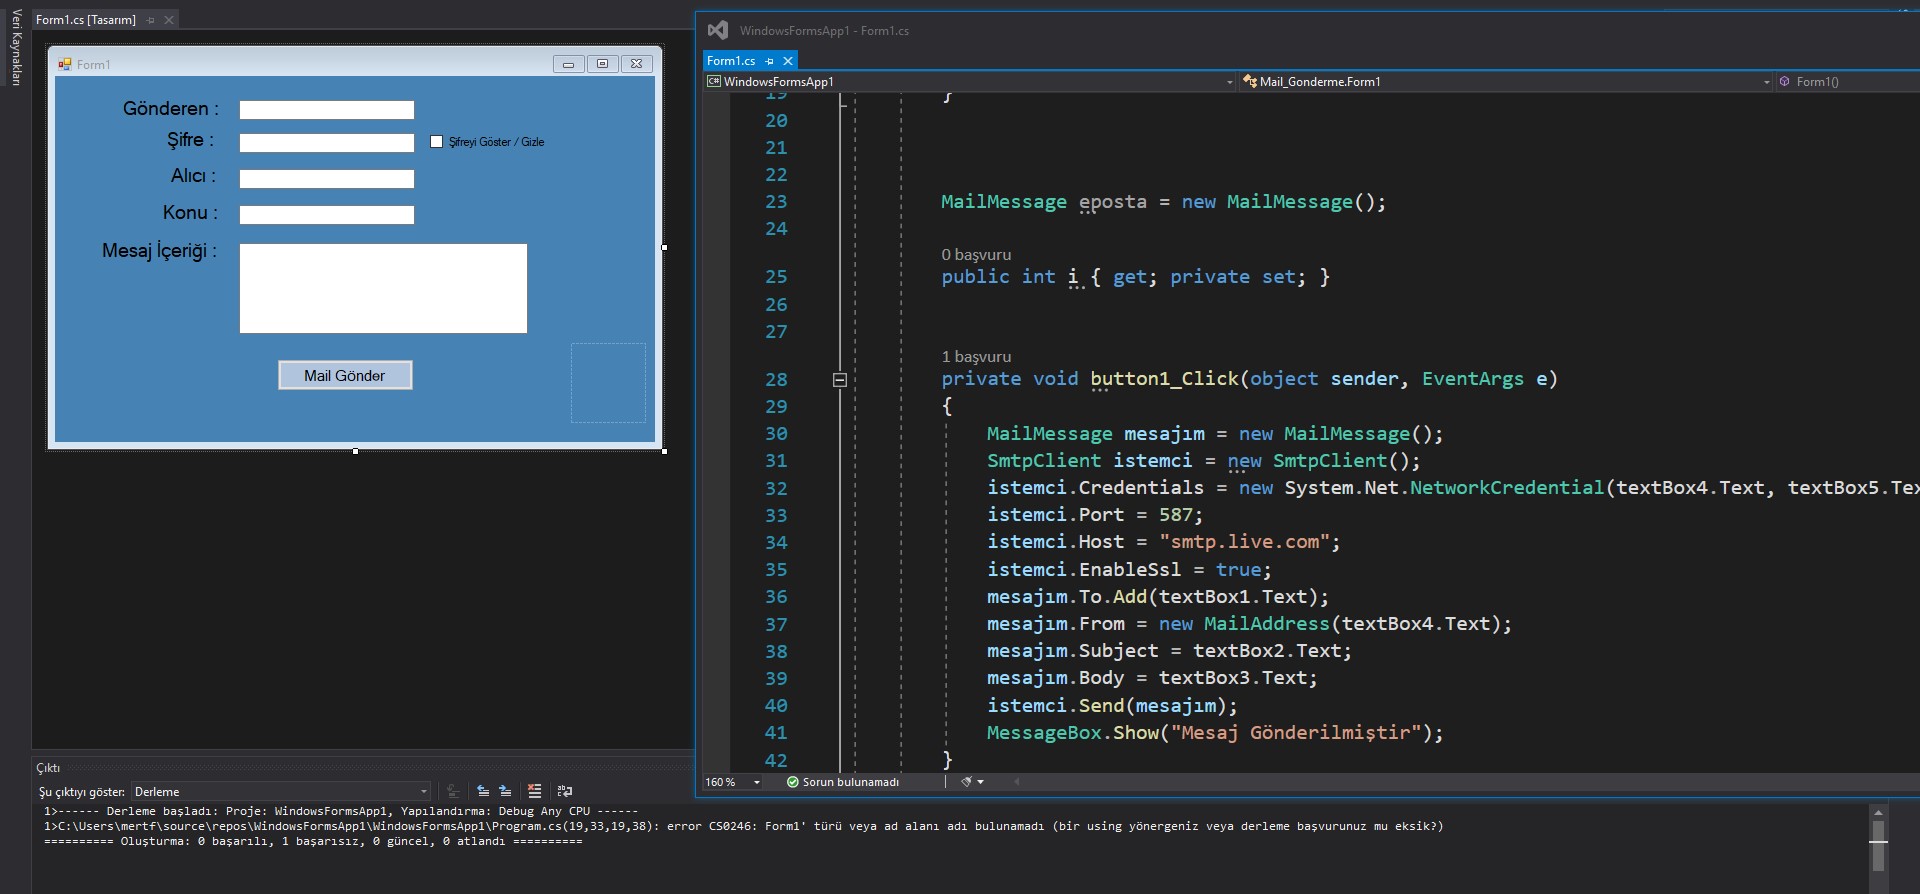 Veri Kaynakları
Form1.cs [Tasarım]
Form1
Gönderen :
Şifre :
Şifreyi Göster / Gizle
Alıcı :
Konu :
Mesaj İçeriği :
Mail Gönder
WindowsFormsApp1 - Form1.cs
Form1.cs
C# WindowsFormsApp1
Mail_Gonderme.Form1
Form1()
19 }
20
21
22
23 MailMessage eposta = new MailMessage();
24
0 başvuru
25 public int i { get; private set; }
26
27
1 başvuru
28 private void button1_Click(object sender, EventArgs e)
29 {
30 MailMessage mesajım = new MailMessage();
31 SmtpClient istemci = new SmtpClient();
32 istemci.Credentials = new System.Net.NetworkCredential(textBox4.Text, textBox5.Tex
33 istemci.Port = 587;
34 istemci.Host = "smtp.live.com";
35 istemci.EnableSsl = true;
36 mesajım.To.Add(textBox1.Text);
37 mesajım.From = new MailAddress(textBox4.Text);
38 mesajım.Subject = textBox2.Text;
39 mesajım.Body = textBox3.Text;
40 istemci.Send(mesajım);
41 MessageBox.Show("Mesaj Gönderilmiştir");
42 }
160 %
Sorun bulunamadı
Çıktı
Şu çıktıyı göster: Derleme
1>------ Derleme başladı: Proje: WindowsFormsApp1, Yapılandırma: Debug Any CPU ------
1>C:\Users\mertf\source\repos\WindowsFormsApp1\WindowsFormsApp1\Program.cs(19,33,19,38): error CS0246: Form1' türü veya ad alanı adı bulunamadı (bir using yönergeniz veya derleme başvurunuz mu eksik?)
========== Oluşturma: 0 başarılı, 1 başarısız, 0 güncel, 0 atlandı ==========